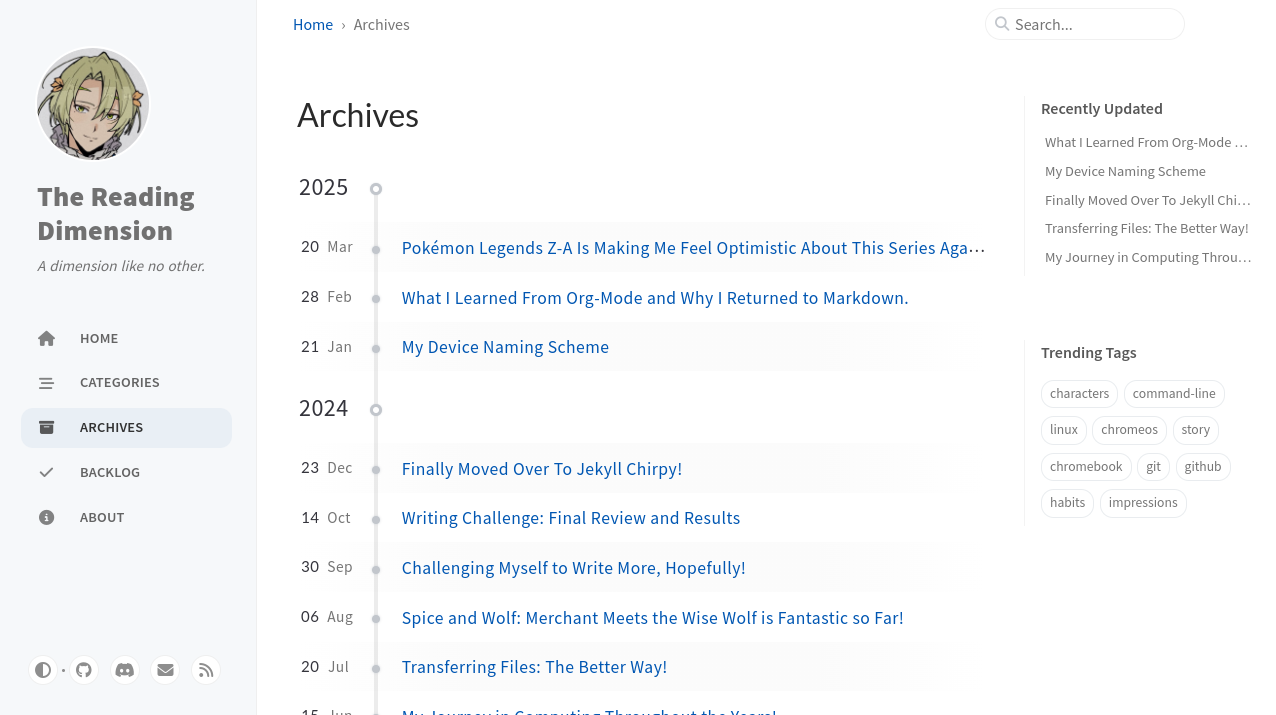 The Reading
Dimension
A dimension like no other.
HOME
CATEGORIES
ARCHIVES
BACKLOG
ABOUT
Home › Archives
Search...
Archives
2025
20 Mar Pokémon Legends Z-A Is Making Me Feel Optimistic About This Series Aga...
28 Feb What I Learned From Org-Mode and Why I Returned to Markdown.
21 Jan My Device Naming Scheme
2024
23 Dec Finally Moved Over To Jekyll Chirpy!
14 Oct Writing Challenge: Final Review and Results
30 Sep Challenging Myself to Write More, Hopefully!
06 Aug Spice and Wolf: Merchant Meets the Wise Wolf is Fantastic so Far!
20 Jul Transferring Files: The Better Way!
15 Jun My Journey in Computing Throughout the Years!
Recently Updated
What I Learned From Org-Mode ...
My Device Naming Scheme
Finally Moved Over To Jekyll Chi...
Transferring Files: The Better Way!
My Journey in Computing Throu...
Trending Tags
characters command-line
linux chromeos story
chromebook git github
habits impressions